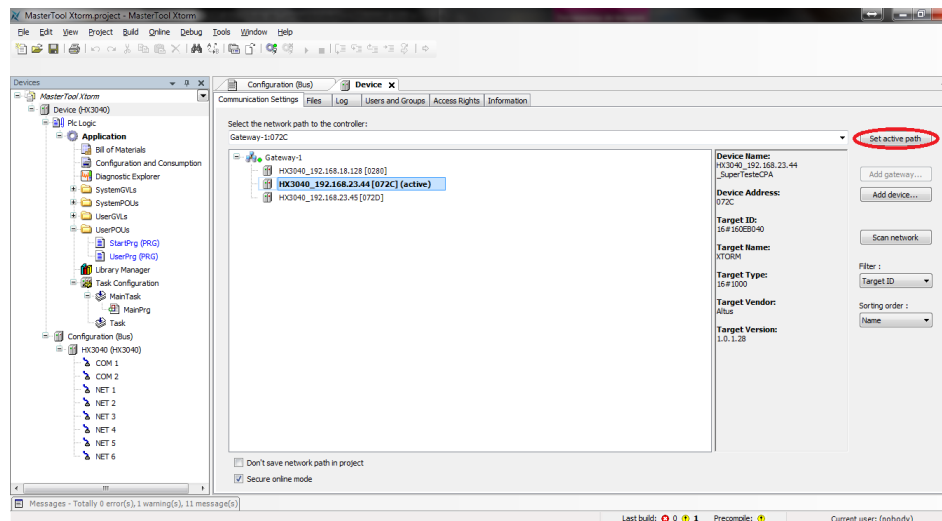 MasterTool Xtorm.project - MasterTool Xtorm
File Edit View Project Build Online Debug Tools Window Help
Devices
Configuration (Bus) Device
MasterTool Xtorm
Device (HX3040)
Plc Logic
Application
Bill of Materials
Configuration and Consumption
Diagnostic Explorer
SystemGVLs
SystemPOUs
UserGVLs
UserPOUs
StartPrg (PRG)
UserPrg (PRG)
Library Manager
Task Configuration
MainTask
MainPrg
Task
Configuration (Bus)
HX3040 (HX3040)
COM 1
COM 2
NET 1
NET 2
NET 3
NET 4
NET 5
NET 6
Communication Settings Files Log Users and Groups Access Rights Information
Select the network path to the controller:
Gateway-1:072C
Set active path
Gateway-1
HX3040_192.168.18.128 [0280]
HX3040_192.168.23.44 [072C] (active)
HX3040_192.168.23.45 [072D]
Device Name:
HX3040_192.168.23.44
_SuperTesteCPA
Device Address:
072C
Target ID:
16#160EB040
Target Name:
XTORM
Target Type:
16#1000
Target Vendor:
Altus
Target Version:
1.0.1.28
Add gateway...
Add device...
Scan network
Filter :
Target ID
Sorting order :
Name
Don't save network path in project
Secure online mode
Messages - Totally 0 error(s), 1 warning(s), 11 message(s)
Last build: 0 1 Precompile: Current user: (nobody)